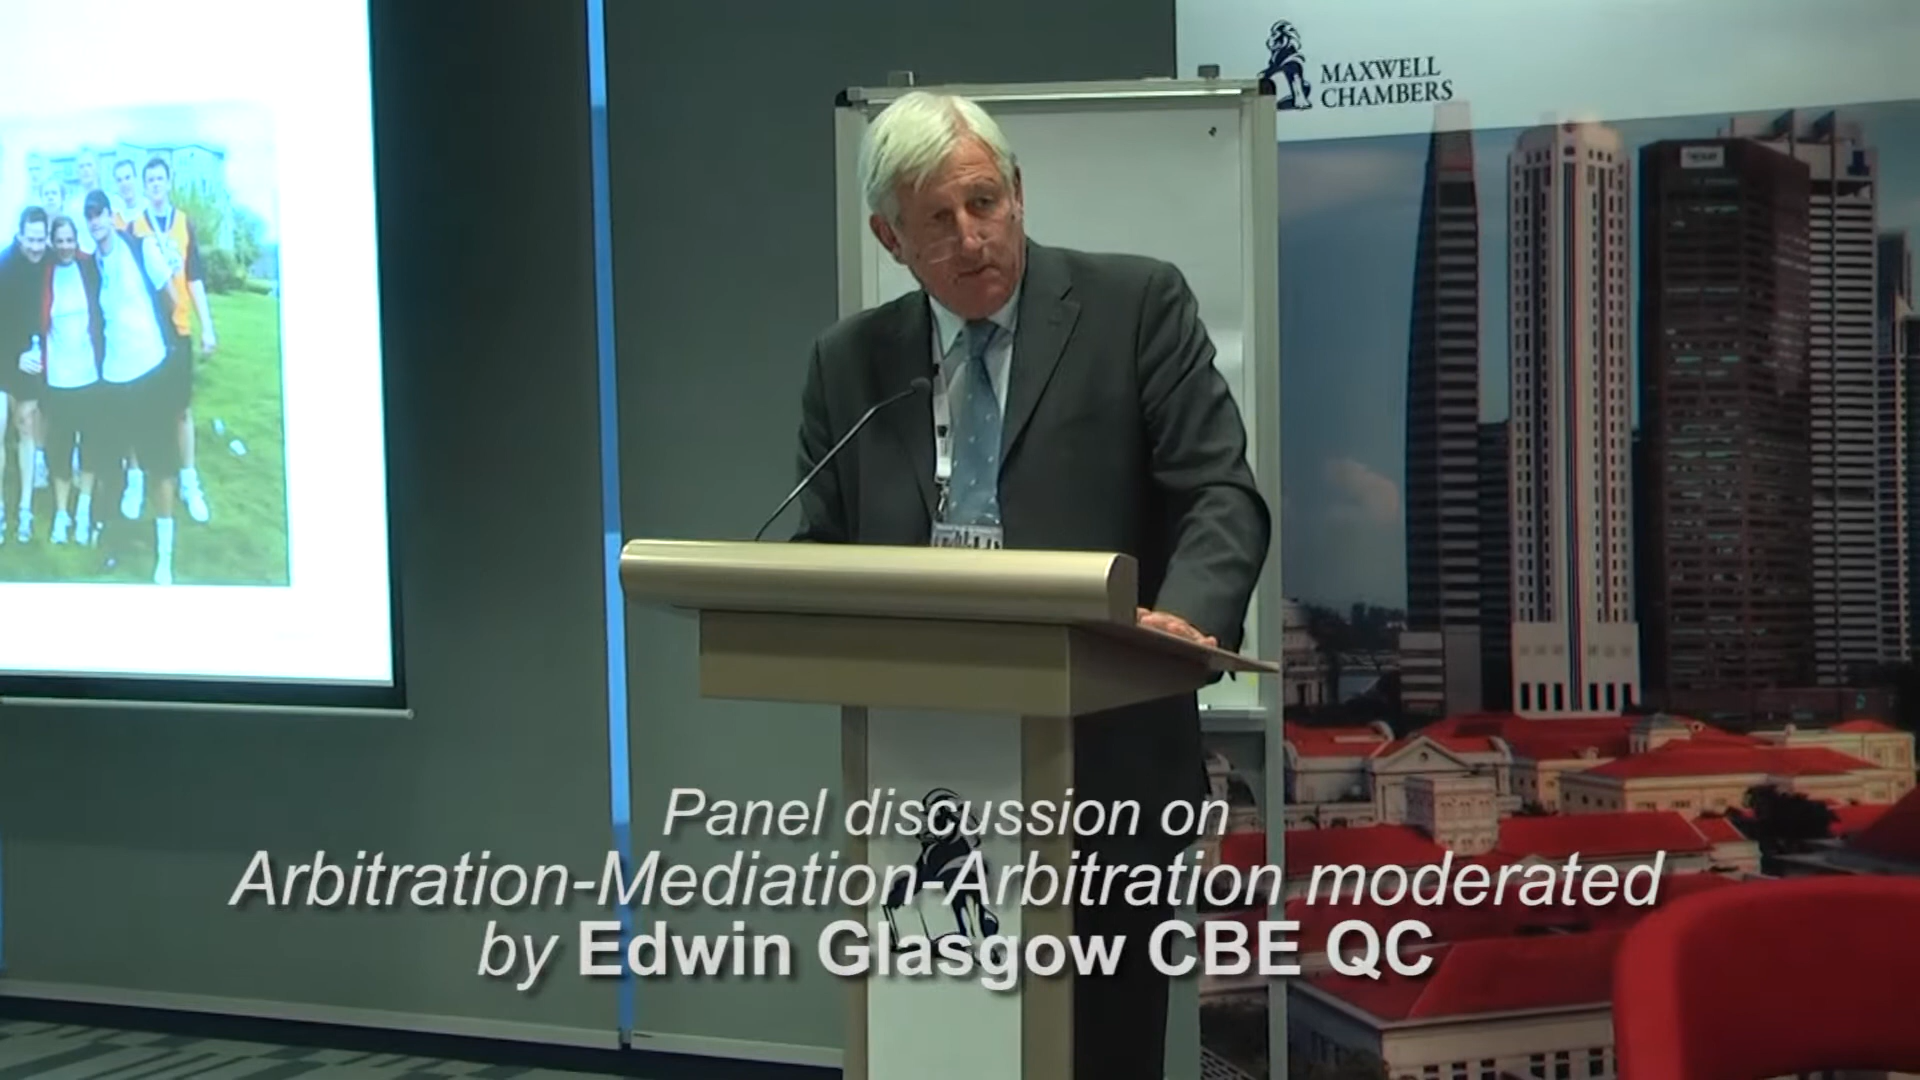 MAXWELL
CHAMBERS
Panel discussion on
Arbitration-Mediation-Arbitration moderated
by Edwin Glasgow CBE QC